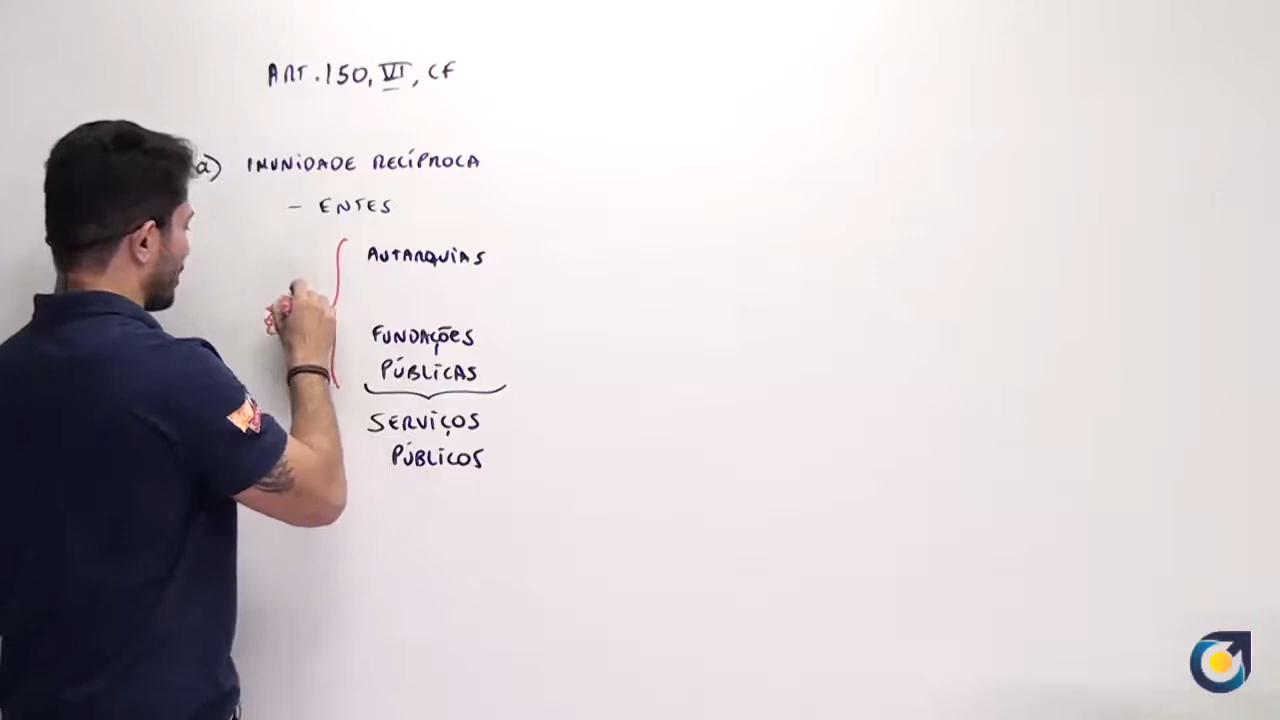 ART. 150, VI, CF
a) IMUNIDADE RECÍPROCA
- ENTES
AUTARQUIAS
FUNDAÇÕES
PÚBLICAS
SERVIÇOS
PÚBLICOS